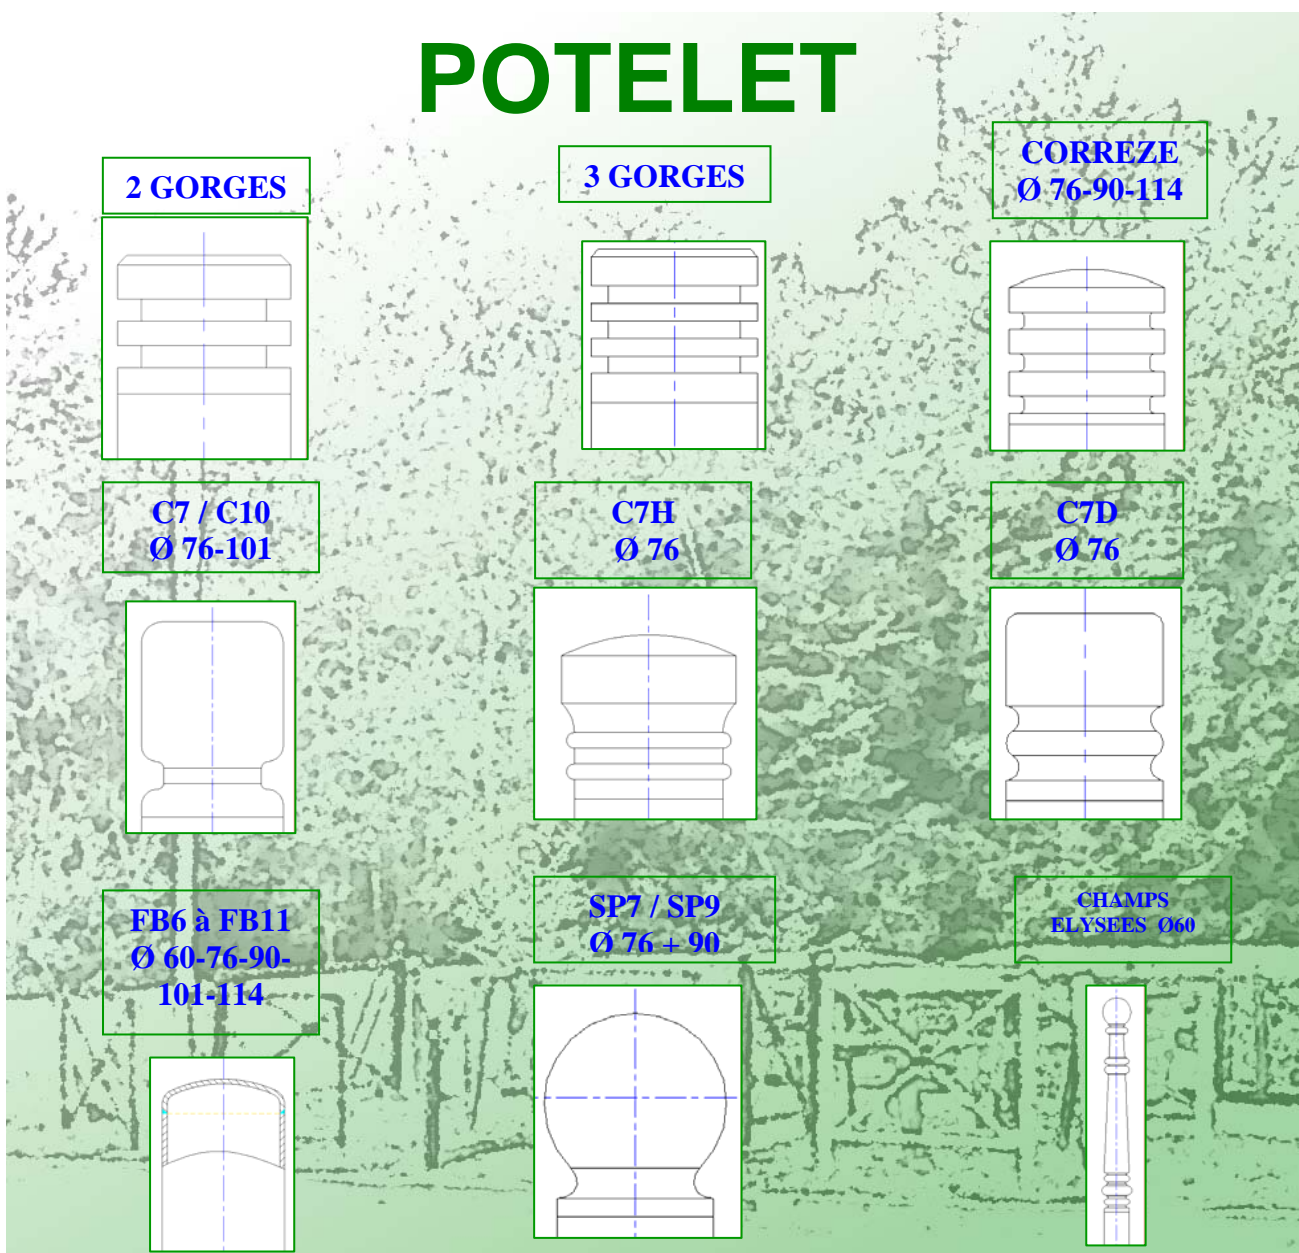 POTELET
2 GORGES
3 GORGES
CORREZE
Ø 76-90-114
C7 / C10
Ø 76-101
C7H
Ø 76
C7D
Ø 76
FB6 à FB11
Ø 60-76-90-
101-114
SP7 / SP9
Ø 76 + 90
CHAMPS
ELYSEES Ø60